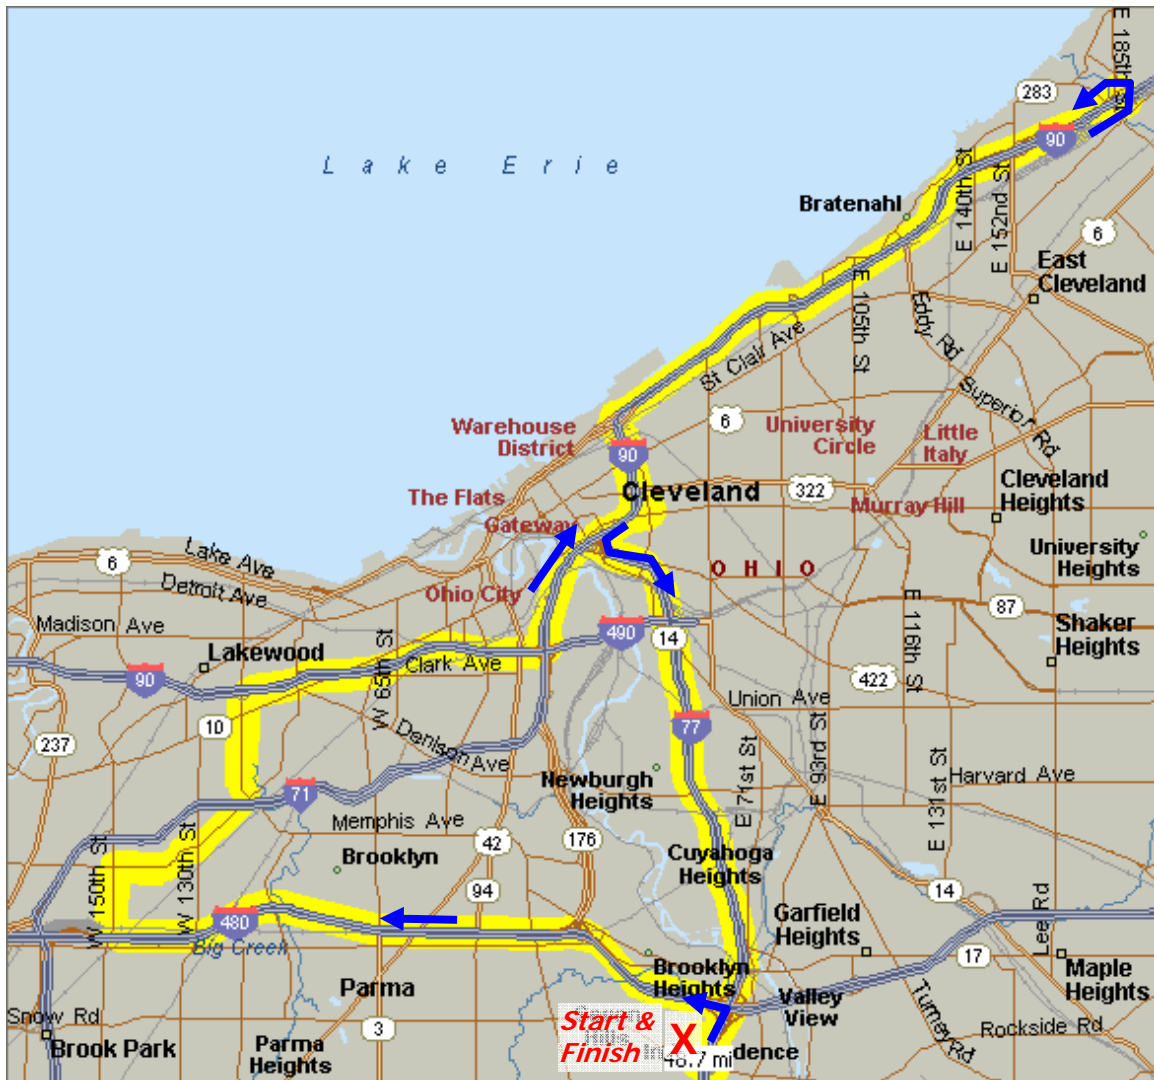 E 185th St
283
90
Lake Erie
Bratenahl
E 140th St
E 152nd St
6
East
Cleveland
E 105th St
Eddy Rd
St Clair Ave
Superior Rd
Warehouse
District
6
University
Circle
Little
Italy
90
Cleveland
322
Cleveland
Heights
The Flats
Murray Hill
Gateway
University
Heights
Lake Ave
6
Detroit Ave
Ohio City
OHIO
E 116th St
87
Shaker
Heights
Madison Ave
Lakewood
W 65th St
490
14
Clark Ave
90
422
Union Ave
10
237
Denison Ave
77
E 71st St
E 93rd St
E 131st St
Harvard Ave
Newburgh
Heights
71
Memphis Ave
42
176
Brooklyn
W 150th St
W 130th St
94
Cuyahoga
Heights
14
Lee Rd
480
Big Creek
Garfield
Heights
17
Brooklyn
Heights
Maple
Heights
Parma
Valley
View
Turney Rd
Snow Rd
Brook Park
3
Parma
Heights
Start &
Finish
X
dence
48.7 mi
Rockside Rd